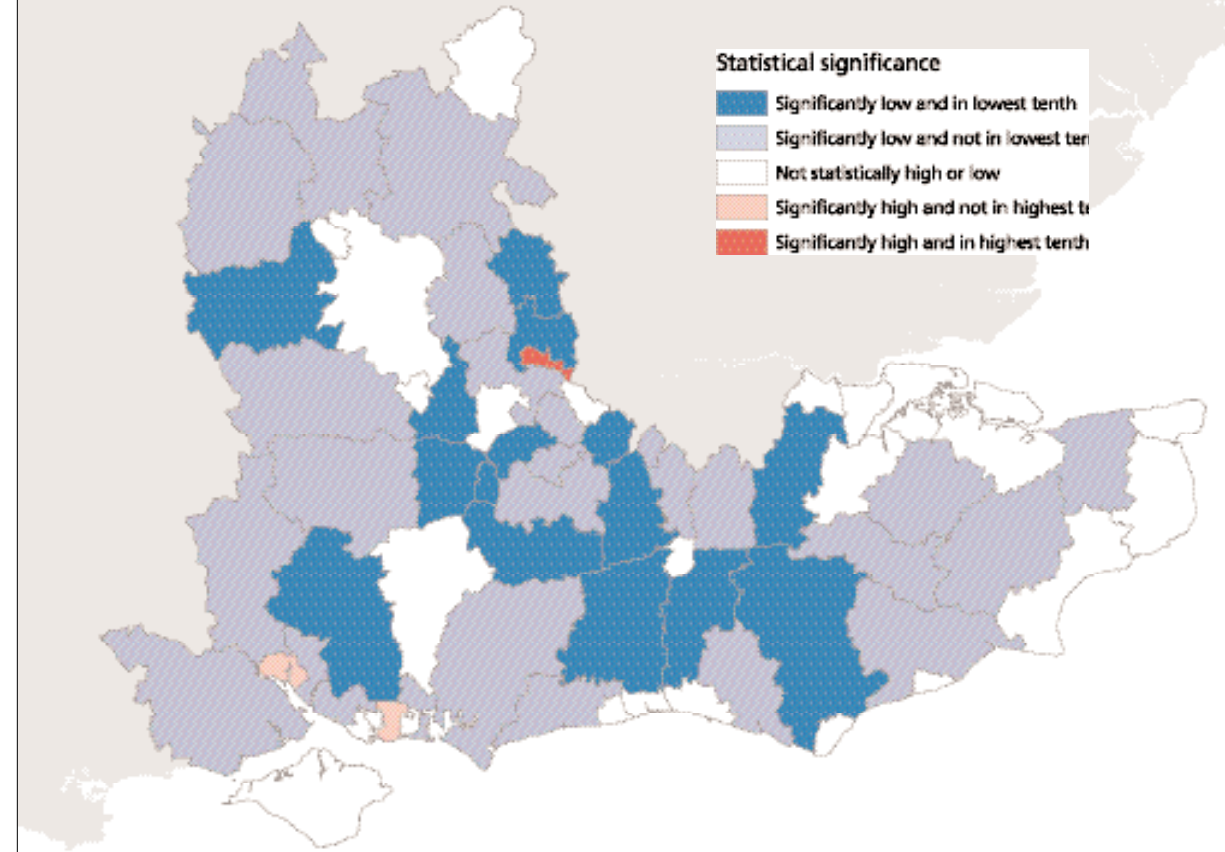 Statistical significance
Significantly low and in lowest tenth
Significantly low and not in lowest ten
Not statistically high or low
Significantly high and not in highest te
Significantly high and in highest tenth